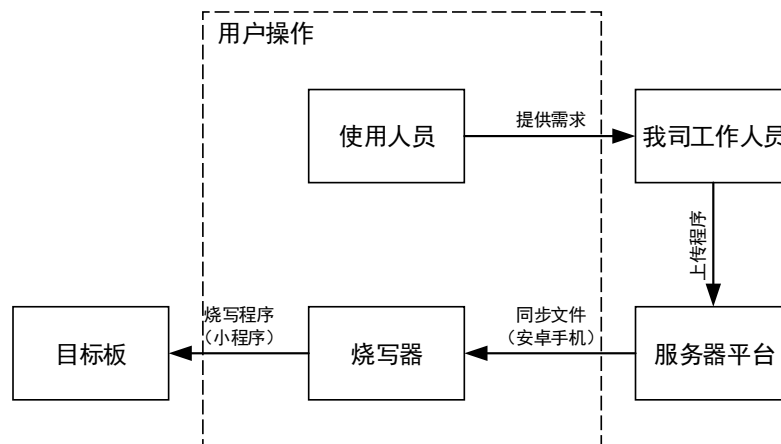 用户操作
使用人员
提供需求
我司工作人员
上传程序
目标板
烧写程序
（小程序）
烧写器
同步文件
（安卓手机）
服务器平台